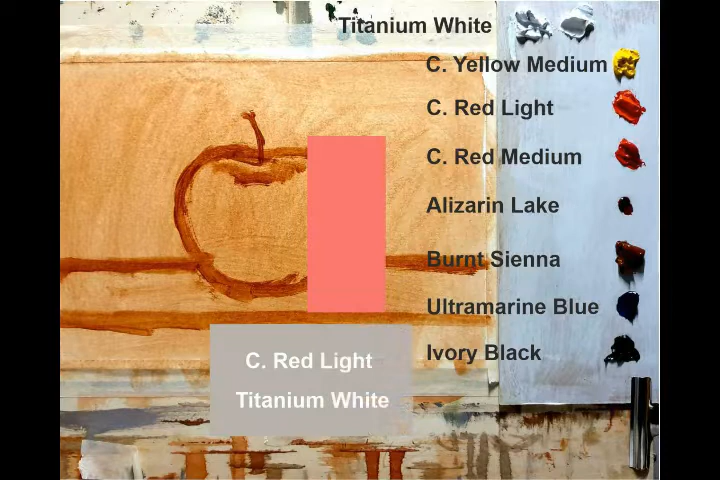 Titanium White
C. Yellow Medium
C. Red Light
C. Red Medium
Alizarin Lake
Burnt Sienna
Ultramarine Blue
Ivory Black
C. Red Light
Titanium White